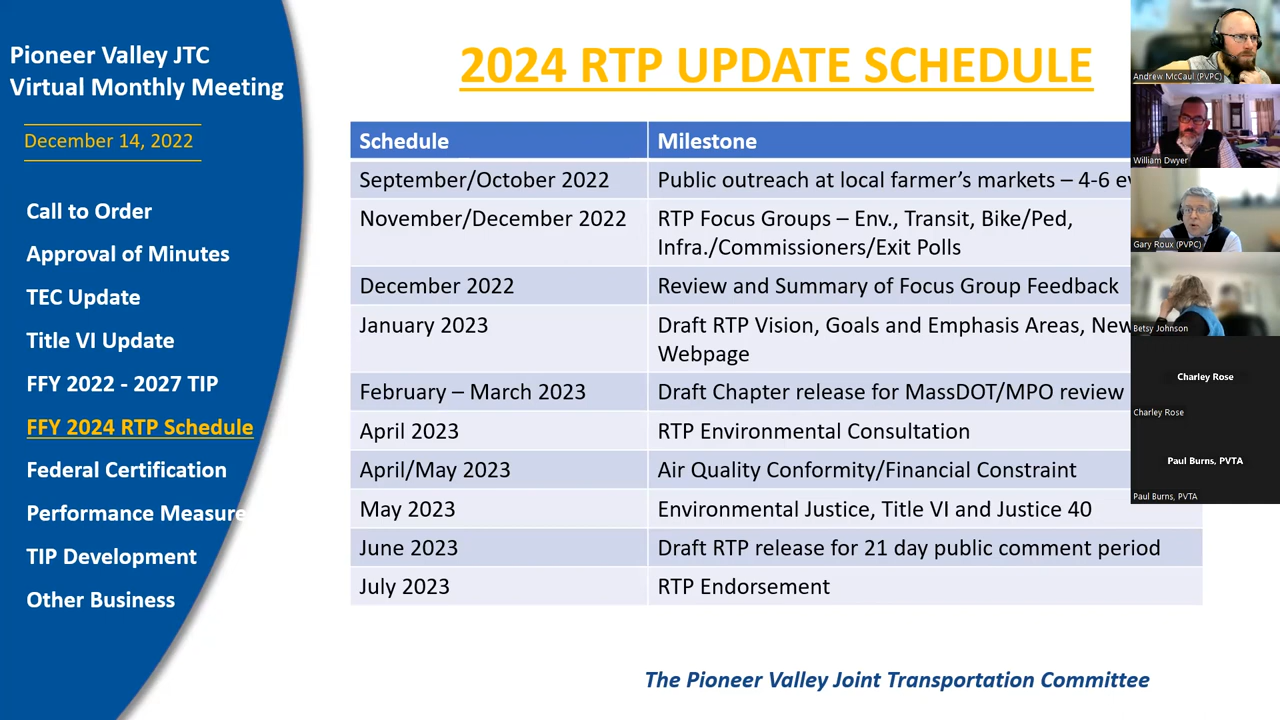 Pioneer Valley JTC
Virtual Monthly Meeting
December 14, 2022
Call to Order
Approval of Minutes
TEC Update
Title VI Update
FFY 2022 - 2027 TIP
FFY 2024 RTP Schedule
Federal Certification
Performance Measure
TIP Development
Other Business
2024 RTP UPDATE SCHEDULE
Schedule Milestone
September/October 2022 Public outreach at local farmer's markets – 4-6
November/December 2022 RTP Focus Groups – Env., Transit, Bike/Ped,
Infra./Commissioners/Exit Polls
December 2022 Review and Summary of Focus Group Feedback
January 2023 Draft RTP Vision, Goals and Emphasis Areas, New
Webpage
February – March 2023 Draft Chapter release for MassDOT/MPO review
April 2023 RTP Environmental Consultation
April/May 2023 Air Quality Conformity/Financial Constraint
May 2023 Environmental Justice, Title VI and Justice 40
June 2023 Draft RTP release for 21 day public comment period
July 2023 RTP Endorsement
The Pioneer Valley Joint Transportation Committee
Andrew McCaul (PVPC)
William Dwyer
Gary Roux (PVPC)
Betsy Johnson
Charley Rose
Charley Rose
Paul Burns, PVTA
Paul Burns, PVTA